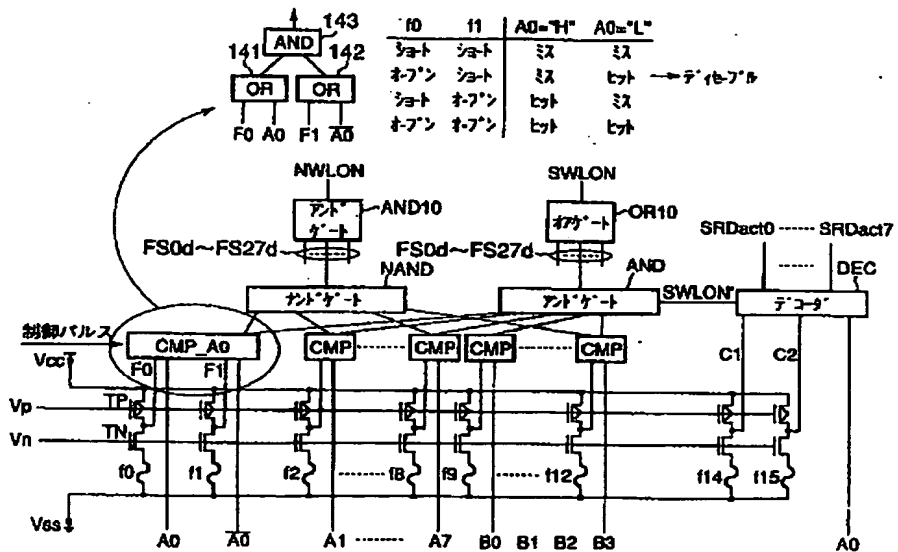 143
AND
141
142
OR
OR
F0 A0 F1 A0
f0 f1 A0="H" A0="L"
ショート ショート ミス ミス
オープン ショート ミス ヒット → ディセーブル
ショート オープン ヒット ミス
オープン オープン ヒット ヒット
NWLON
SWLON
アンドゲート
AND10
オアゲート
OR10
SRDact0 ------ SRDact7
FS0d~FS27d
FS0d~FS27d
NAND
AND
DEC
ナンドゲート
アンドゲート
SWLON'
デコーダ
制御パルス
CMP_A0
CMP
CMP
CMP
CMP
Vcc
F0
F1
C1
C2
Vp
TP
Vn
TN
f0 f1 f2 -------- f8 f9 ------- f12 f14 f15
Vss
A0 A0 A1 -------- A7 B0 B1 B2 B3 A0